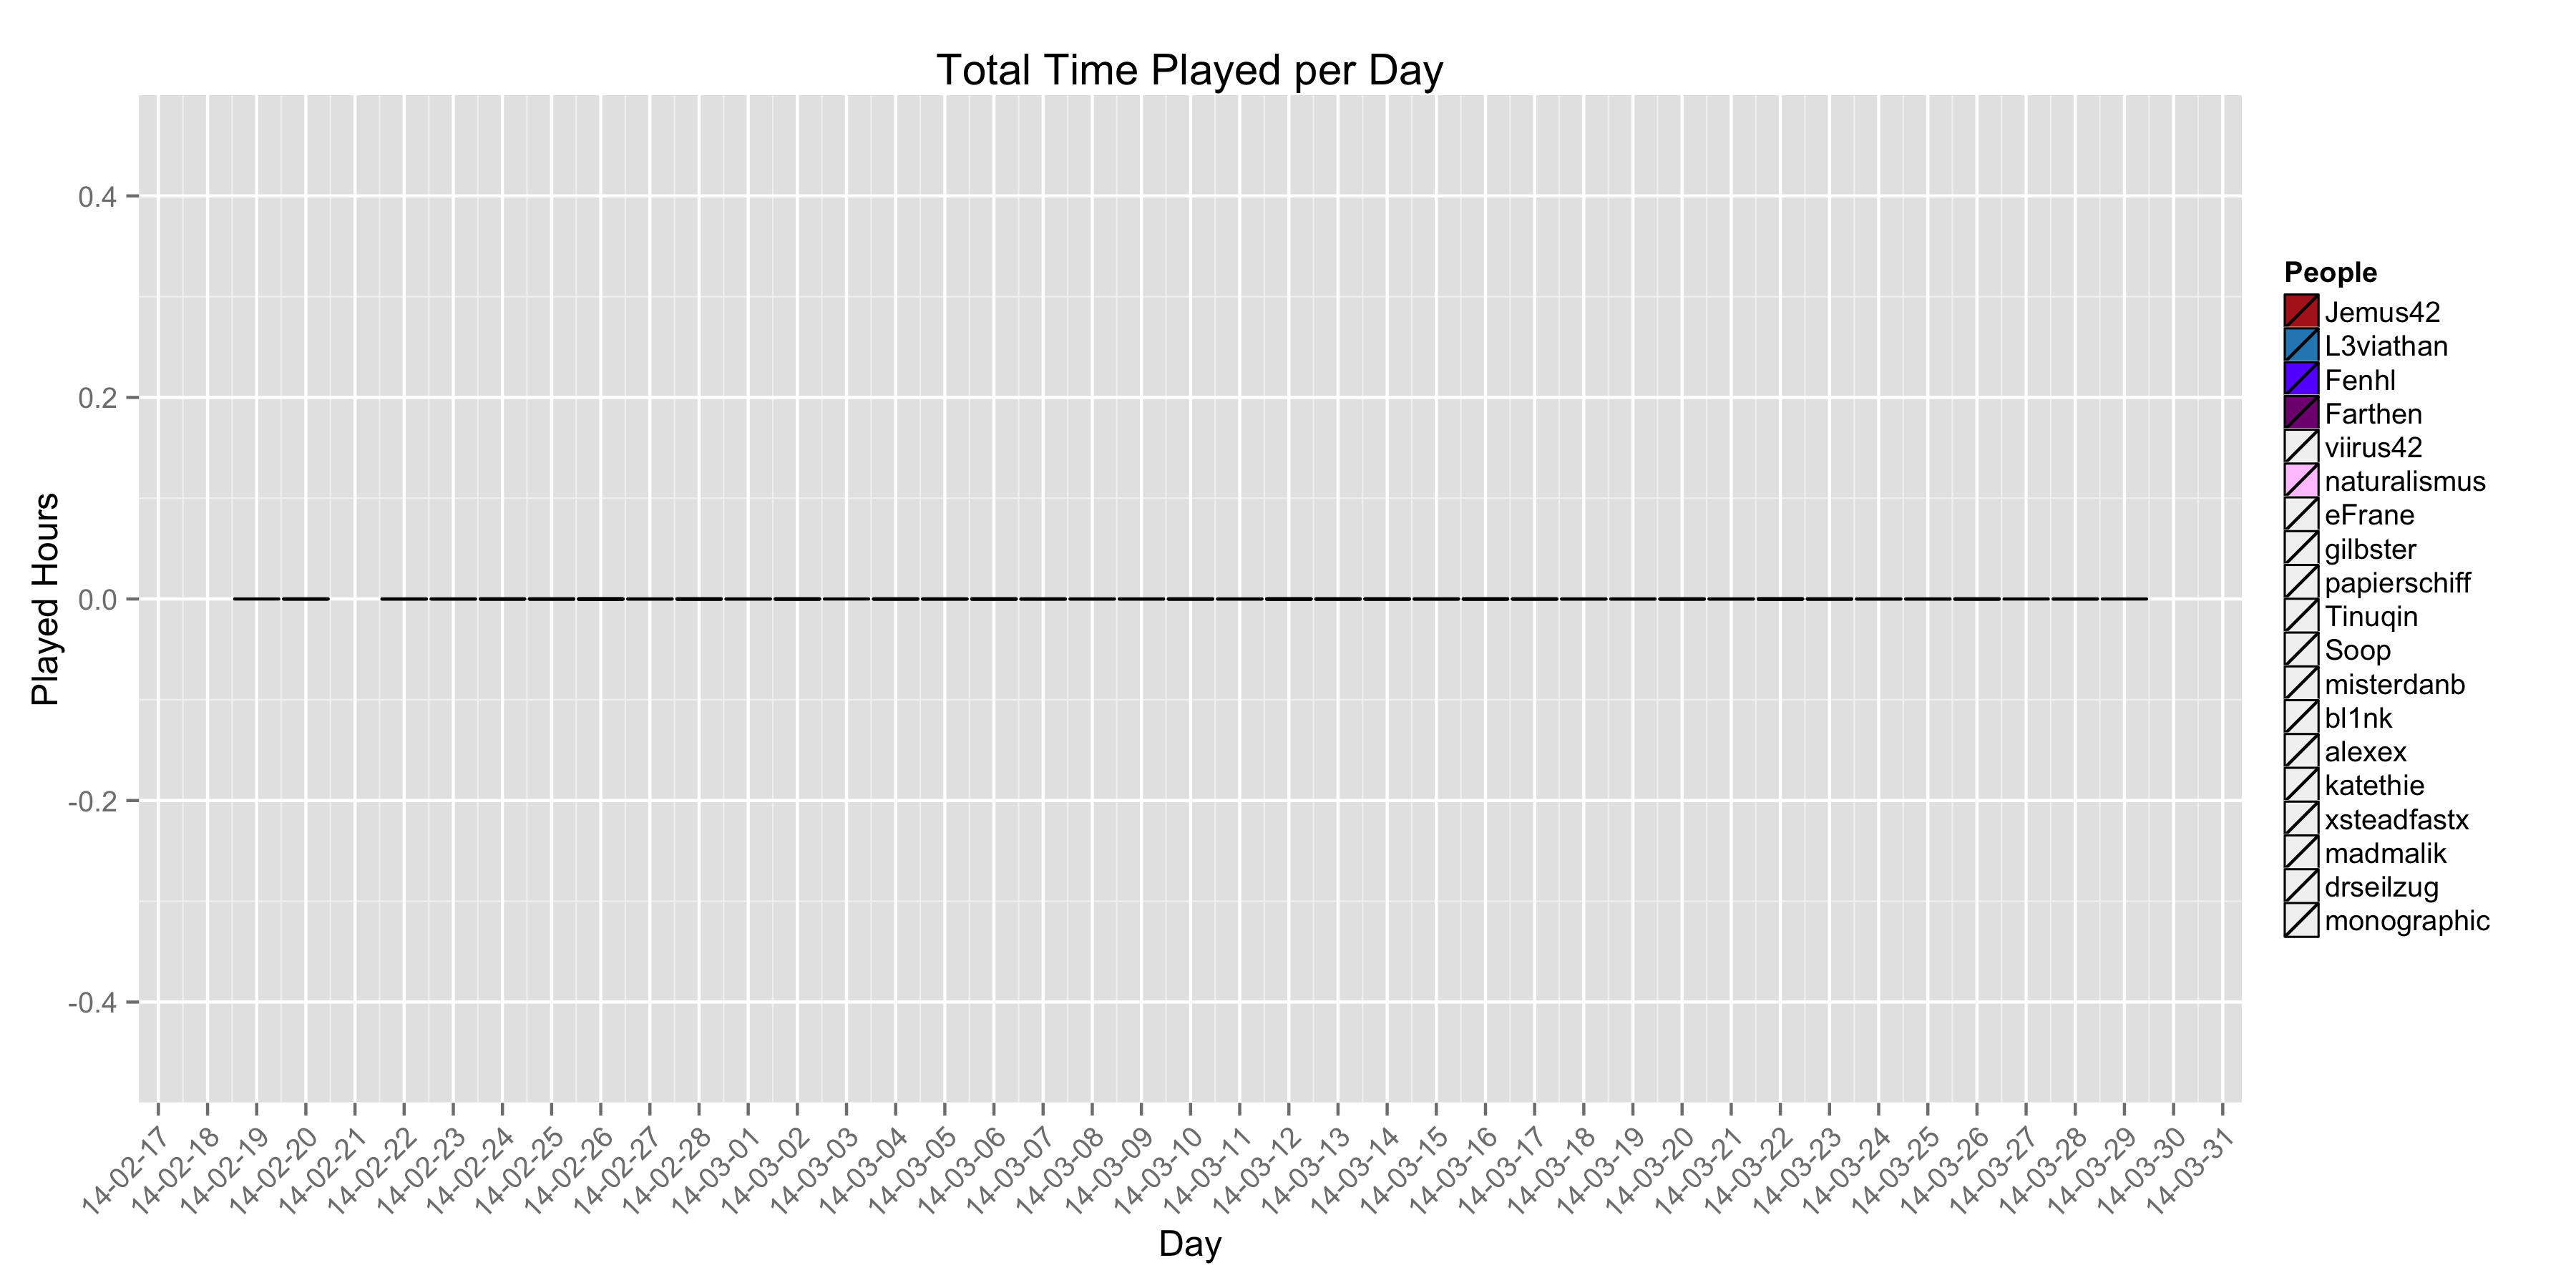 Total Time Played per Day
Played Hours
0.4
0.2
0.0
-0.2
-0.4
14-02-17
14-02-18
14-02-19
14-02-20
14-02-21
14-02-22
14-02-23
14-02-24
14-02-25
14-02-26
14-02-27
14-02-28
14-03-01
14-03-02
14-03-03
14-03-04
14-03-05
14-03-06
14-03-07
14-03-08
14-03-09
14-03-10
14-03-11
14-03-12
14-03-13
14-03-14
14-03-15
14-03-16
14-03-17
14-03-18
14-03-19
14-03-20
14-03-21
14-03-22
14-03-23
14-03-24
14-03-25
14-03-26
14-03-27
14-03-28
14-03-29
14-03-30
14-03-31
Day
People
Jemus42
L3viathan
Fenhl
Farthen
viirus42
naturalismus
eFrane
gilbster
papierschiff
Tinuqin
Soop
misterdanb
bl1nk
alexex
katethie
xsteadfastx
madmalik
drseilzug
monographic